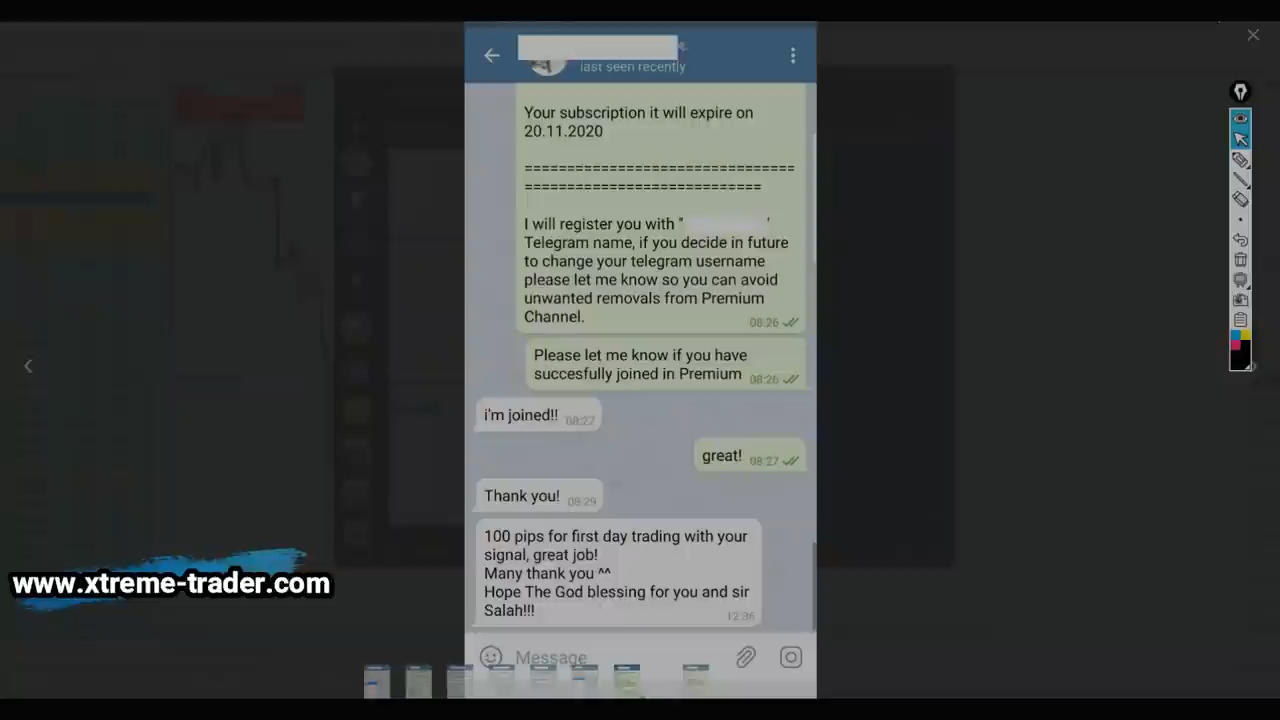 last seen recently
Your subscription it will expire on
20.11.2020
================================
============================
I will register you with " '
Telegram name, if you decide in future
to change your telegram username
please let me know so you can avoid
unwanted removals from Premium
Channel.
08:26
Please let me know if you have
succesfully joined in Premium
08:26
i'm joined!! 08:27
great! 08:27
Thank you! 08:29
100 pips for first day trading with your
signal, great job!
Many thank you ^^
Hope The God blessing for you and sir
Salah!!!
12:36
Message
www.xtreme-trader.com